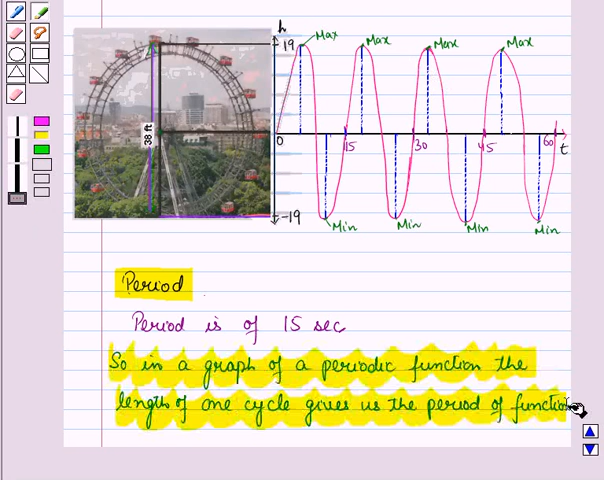 h
19 Max Max Max Max
38 ft
0 15 30 45 60 t
-19 Min Min Min Min
Period
Period is of 15 sec
So in a graph of a periodic function the
length of one cycle gives us the period of function